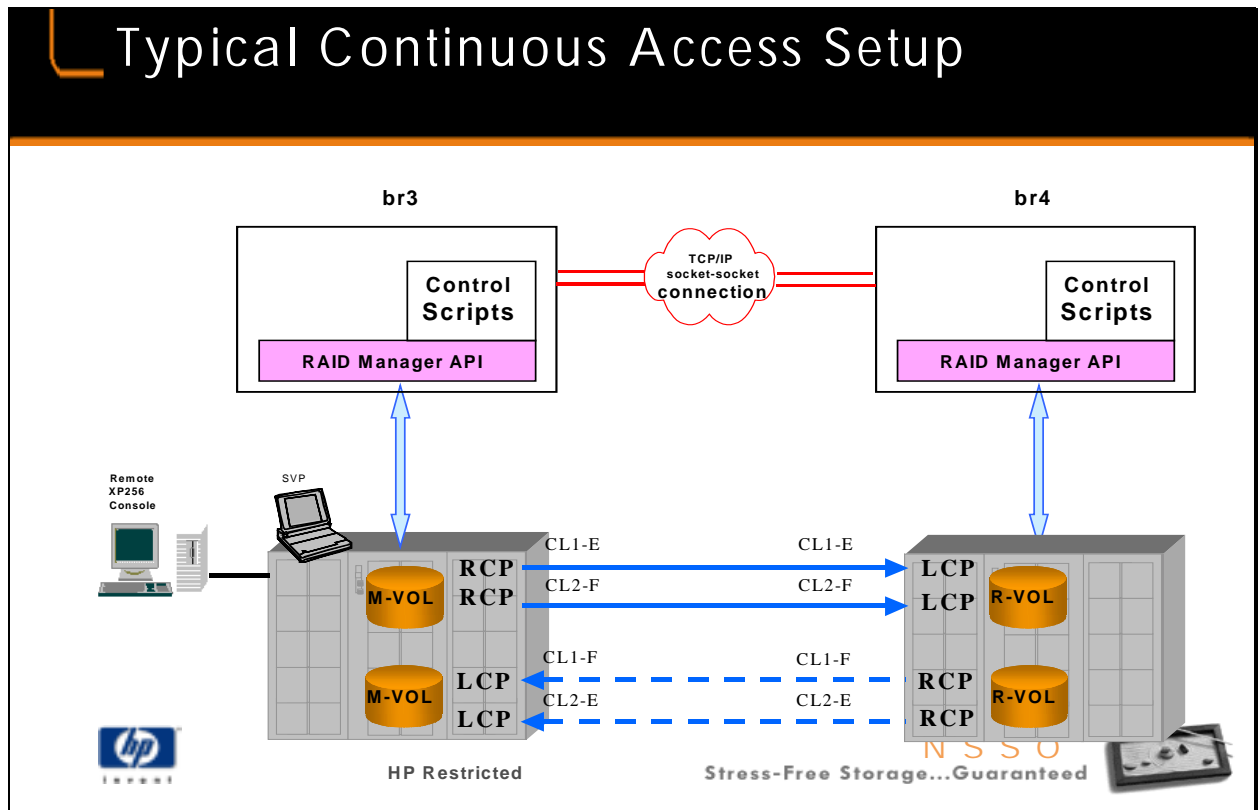 Typical Continuous Access Setup
br3
br4
TCP/IP
socket-socket
connection
Control
Scripts
RAID Manager API
Control
Scripts
RAID Manager API
Remote
XP256
Console
SVP
CL1-E
CL1-E
RCP
LCP
CL2-F
CL2-F
M-VOL
RCP
LCP
R-VOL
CL1-F
CL1-F
M-VOL
LCP
RCP
R-VOL
CL2-E
CL2-E
LCP
RCP
hp
invent
HP Restricted
NSSO
Stress-Free Storage...Guaranteed